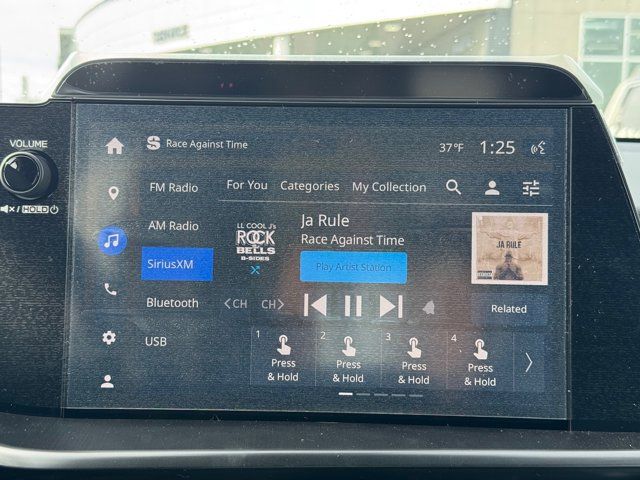 VOLUME
HOLD
Race Against Time
37°F
1:25
FM Radio
AM Radio
SiriusXM
Bluetooth
USB
For You
Categories
My Collection
LL COOL J's
ROCK
THE
BELLS
B-SIDES
Ja Rule
Race Against Time
Play Artist Station
JA RULE
<CH
CH>
Related
1
Press
& Hold
2
Press
& Hold
3
Press
& Hold
4
Press
& Hold